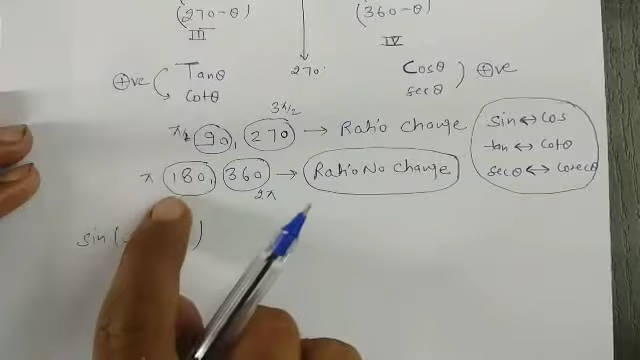 (270-θ)
(360-θ)
III
IV
270°
+ve Tanθ
cotθ
Cosθ
secθ
+ve
3π/2
π/2 90, 270 → Ratio Change
π 180, 360 → Ratio No Change
2π
sin ↔ cos
tan ↔ cotθ
secθ ↔ cosecθ
sin( )